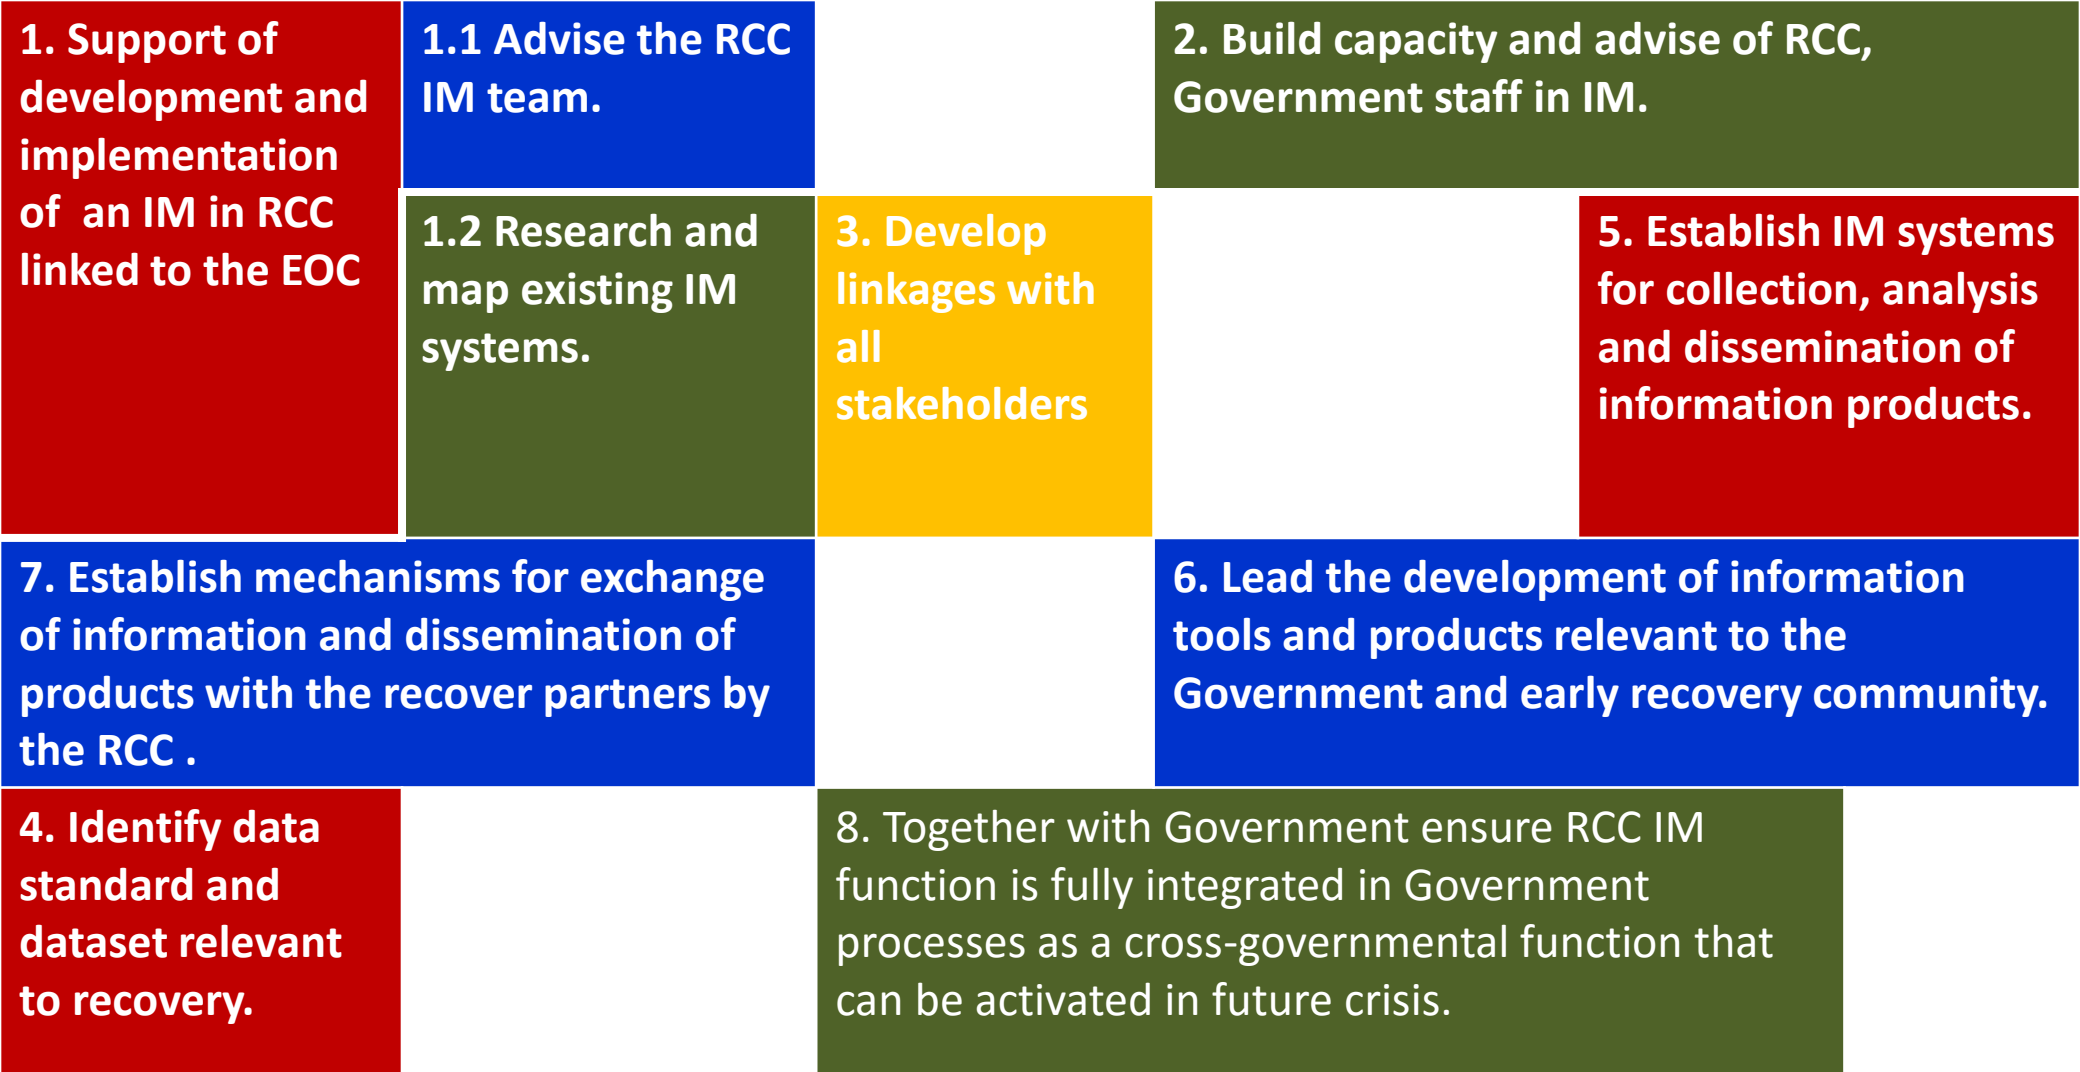 1. Support of
development and
implementation
of  an IM in RCC
linked to the EOC
1.1 Advise the RCC
IM team.
2. Build capacity and advise of RCC,
Government staff in IM.
1.2 Research and
map existing IM
systems.
3. Develop
linkages with
all
stakeholders
5. Establish IM systems
for collection, analysis
and dissemination of
information products.
7. Establish mechanisms for exchange
of information and dissemination of
products with the recover partners by
the RCC .
6. Lead the development of information
tools and products relevant to the
Government and early recovery community.
4. Identify data
standard and
dataset relevant
to recovery.
8. Together with Government ensure RCC IM
function is fully integrated in Government
processes as a cross-governmental function that
can be activated in future crisis.